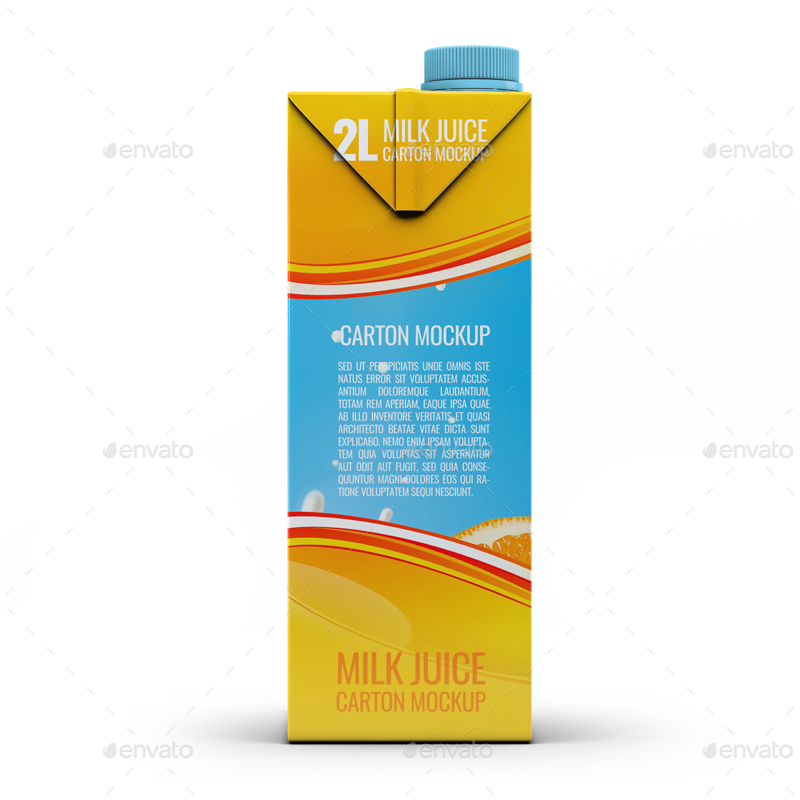 2L MILK JUICE
CARTON MOCKUP
CARTON MOCKUP
SED UT PERSPICIATIS UNDE OMNIS ISTE
NATUS ERROR SIT VOLUPTATEM ACCUS-
ANTIUM DOLOREMQUE LAUDANTIUM,
TOTAM REM APERIAM, EAQUE IPSA QUAE
AB ILLO INVENTORE VERITATIS ET QUASI
ARCHITECTO BEATAE VITAE DICTA SUNT
EXPLICABO. NEMO ENIM IPSAM VOLUPTA-
TEM QUIA VOLUPTAS SIT ASPERNATUR
AUT ODIT AUT FUGIT, SED QUIA CONSE-
QUUNTUR MAGNI DOLORES EOS QUI RA-
TIONE VOLUPTATEM SEQUI NESCIUNT.
MILK JUICE
CARTON MOCKUP
envato envato
envato envato
envato envato envato